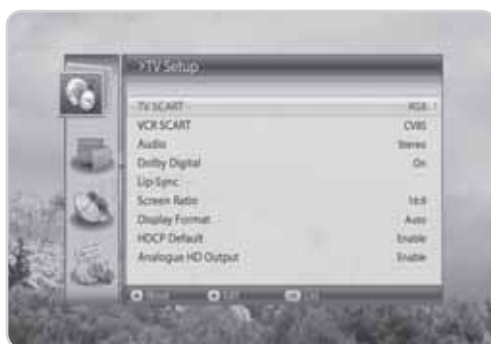 >TV Setup
TV SCART RGB
VCR SCART CVBS
Audio Stereo
Dolby Digital On
Lip-Sync
Screen Ratio 16:9
Display Format Auto
HDCP Default Enable
Analogue HD Output Enable